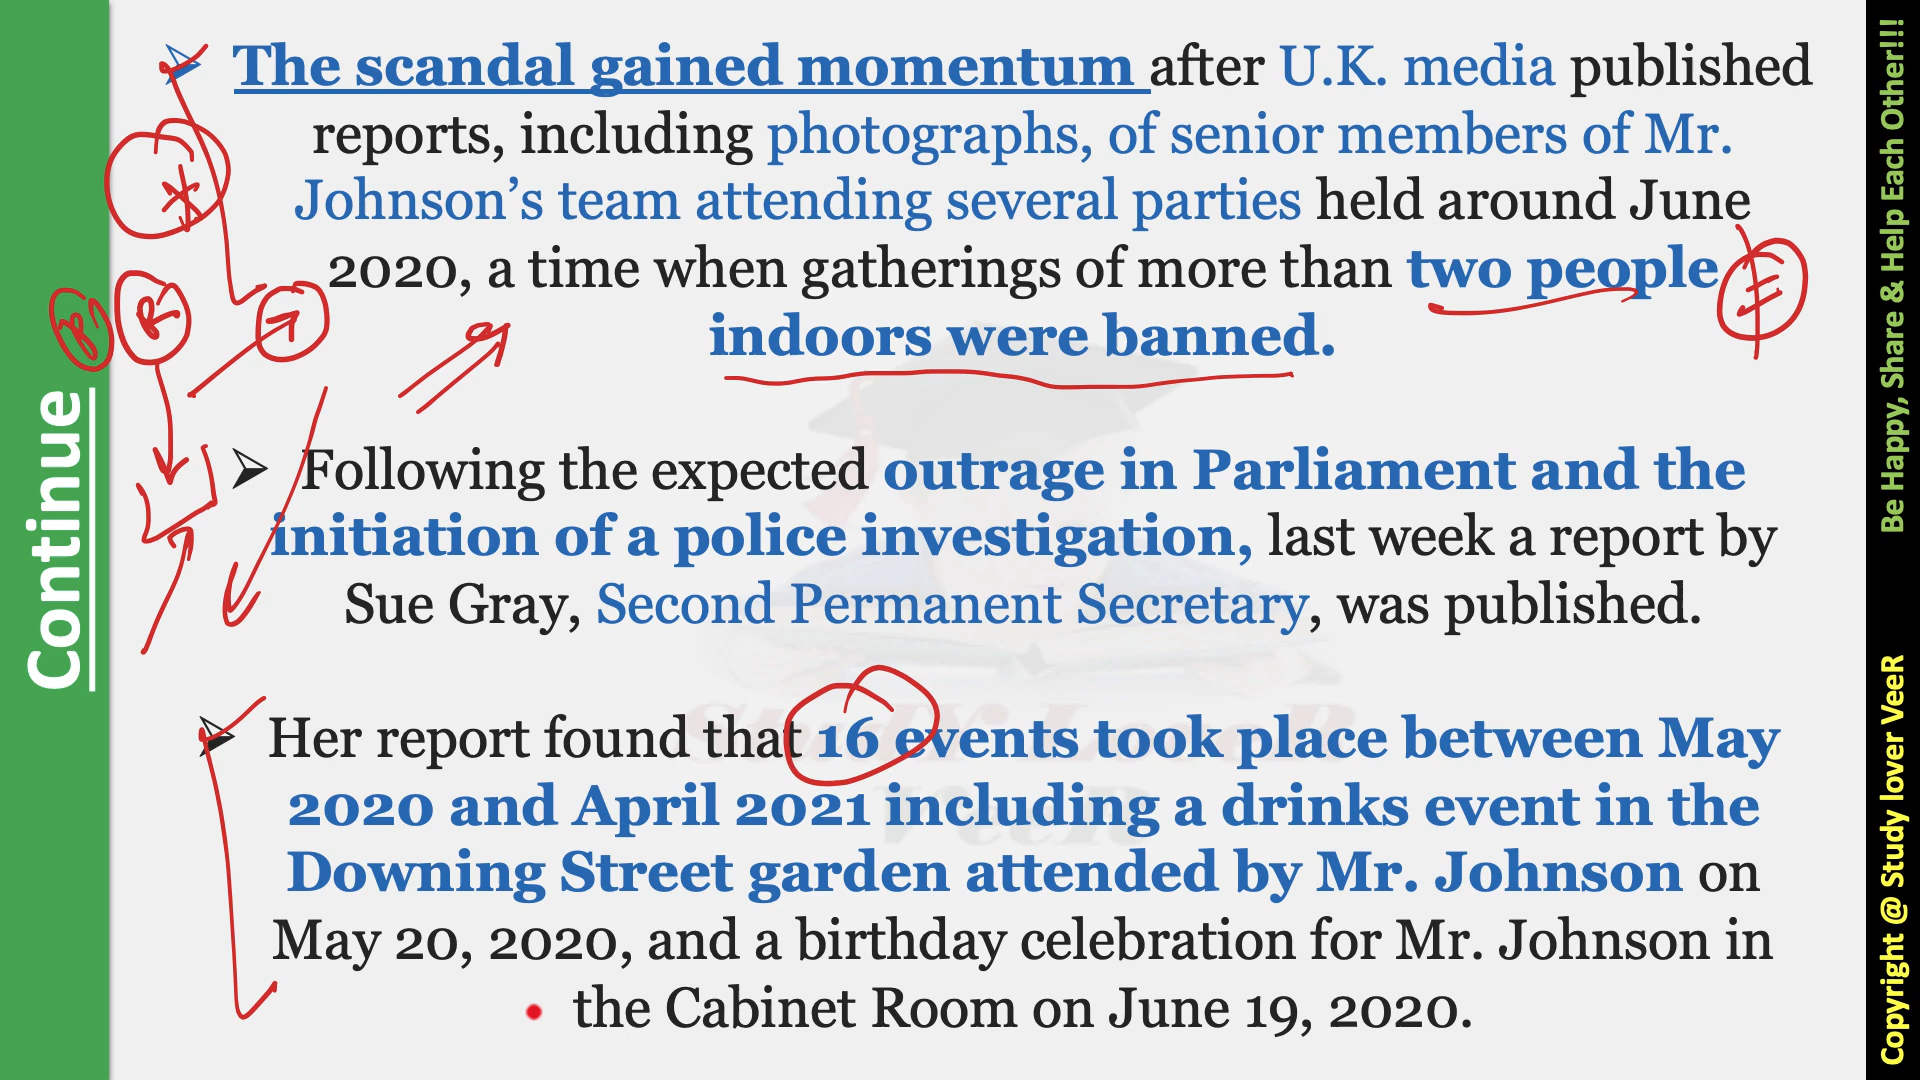 Continue
The scandal gained momentum after U.K. media published
reports, including photographs, of senior members of Mr.
Johnson’s team attending several parties held around June
2020, a time when gatherings of more than two people
indoors were banned.
Following the expected outrage in Parliament and the
initiation of a police investigation, last week a report by
Sue Gray, Second Permanent Secretary, was published.
Her report found that 16 events took place between May
2020 and April 2021 including a drinks event in the
Downing Street garden attended by Mr. Johnson on
May 20, 2020, and a birthday celebration for Mr. Johnson in
the Cabinet Room on June 19, 2020.
StudY LoveR
VeeR
Be Happy, Share & Help Each Other!!!
Copyright @ Study lover VeeR